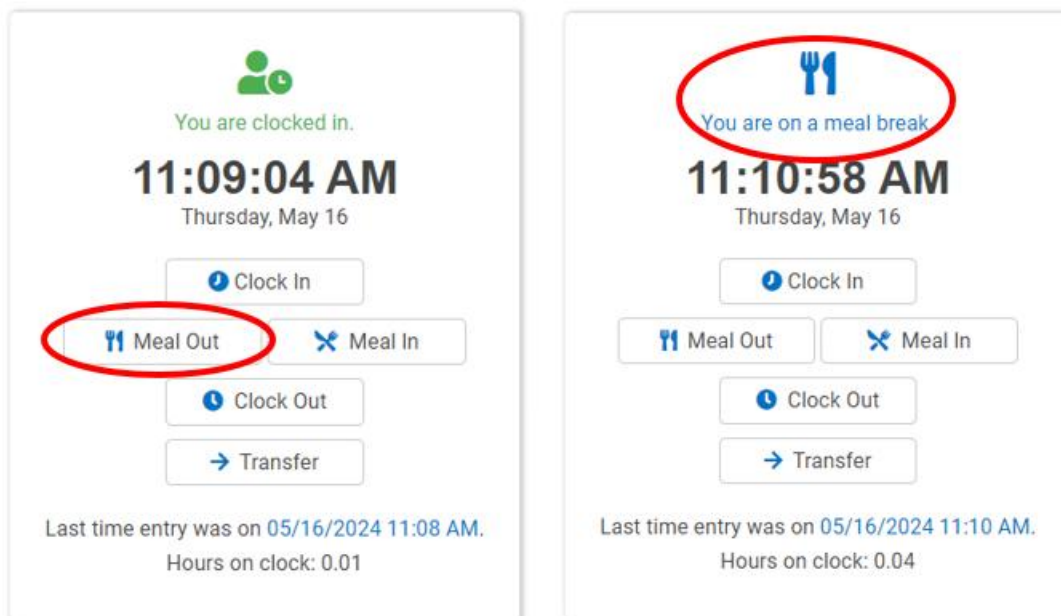 You are clocked in.
11:09:04 AM
Thursday, May 16
Clock In
Meal Out
Meal In
Clock Out
Transfer
Last time entry was on 05/16/2024 11:08 AM.
Hours on clock: 0.01
You are on a meal break.
11:10:58 AM
Thursday, May 16
Clock In
Meal Out
Meal In
Clock Out
Transfer
Last time entry was on 05/16/2024 11:10 AM.
Hours on clock: 0.04